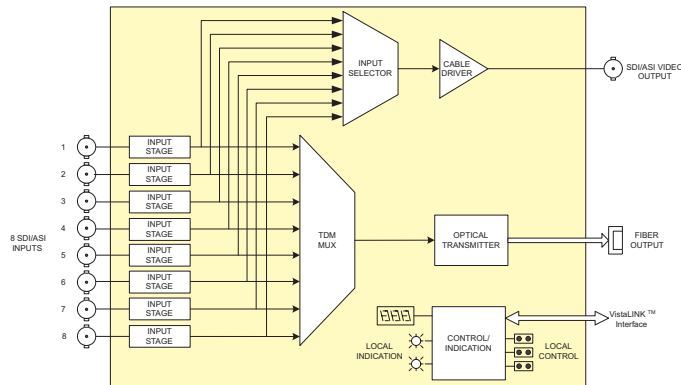 INPUT
SELECTOR
CABLE
DRIVER
SDI/ASI VIDEO
OUTPUT
8 SDI/ASI
INPUTS
1
INPUT
STAGE
2
INPUT
STAGE
3
INPUT
STAGE
4
INPUT
STAGE
5
INPUT
STAGE
6
INPUT
STAGE
7
INPUT
STAGE
8
INPUT
STAGE
TDM
MUX
OPTICAL
TRANSMITTER
FIBER
OUTPUT
LOCAL
INDICATION
CONTROL/
INDICATION
LOCAL
CONTROL
VistaLINK ™
Interface